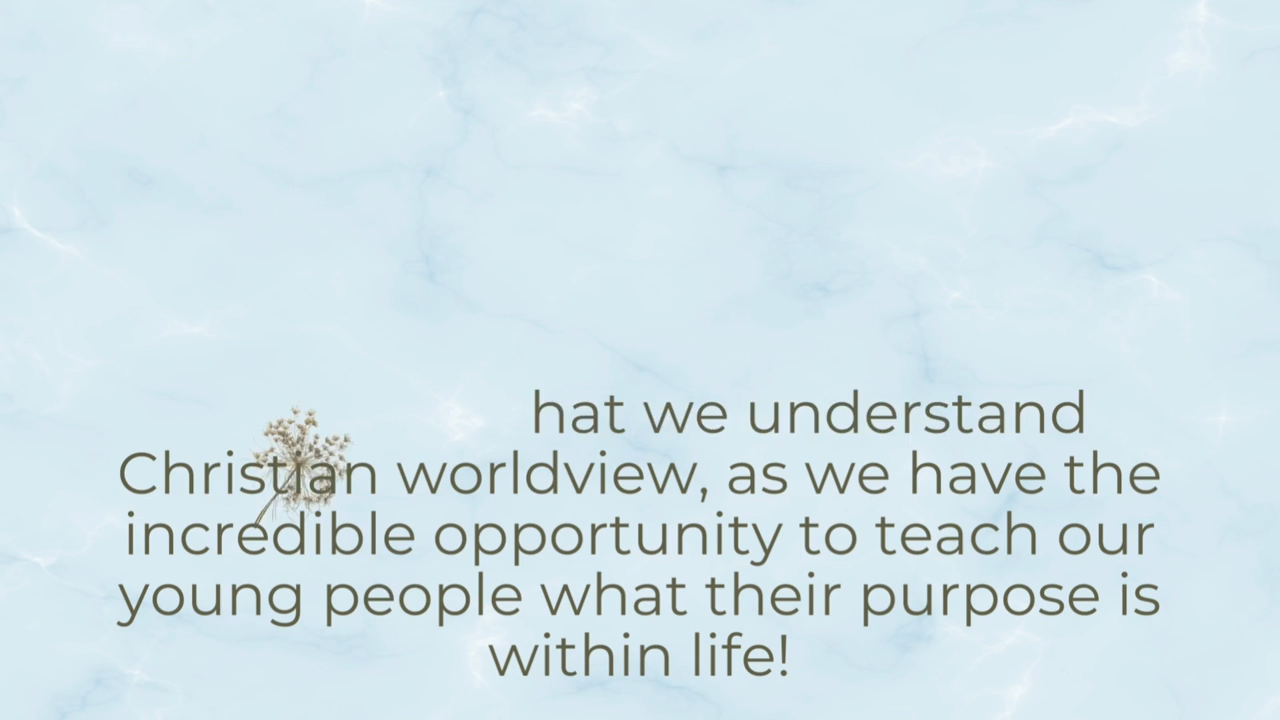 hat we understand
Christian worldview, as we have the
incredible opportunity to teach our
young people what their purpose is
within life!